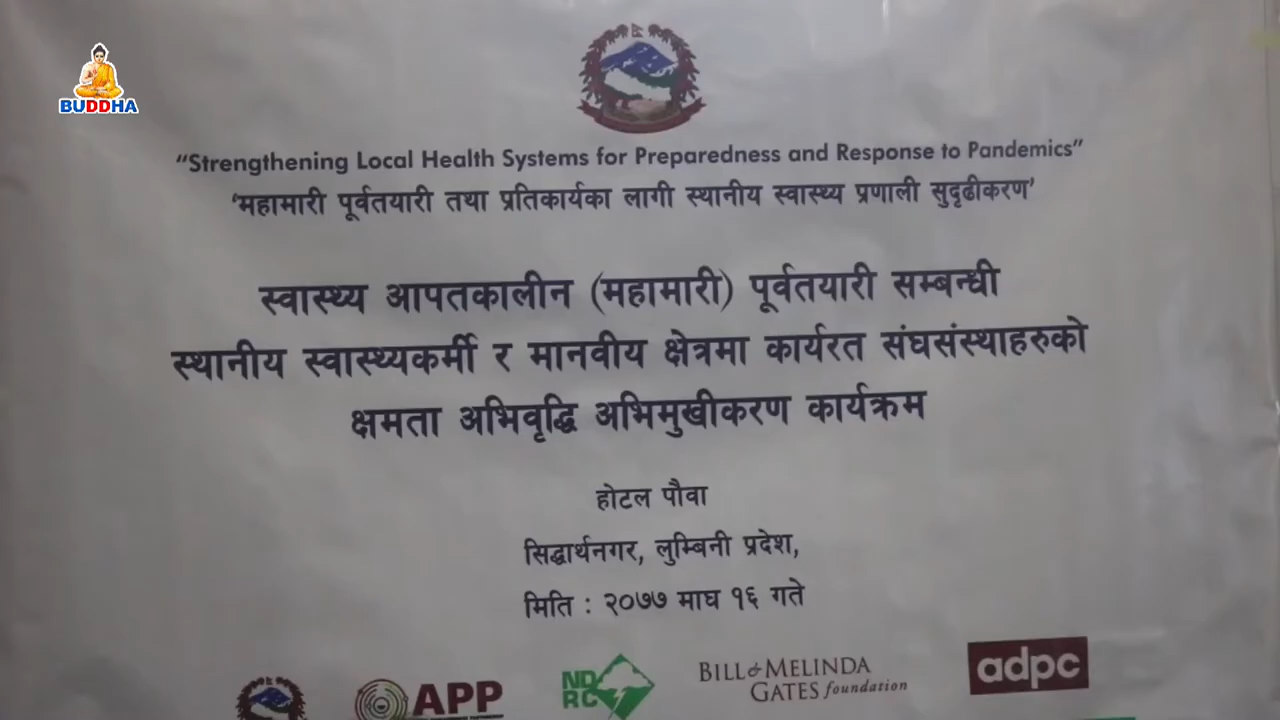 BUDDHA
“Strengthening Local Health Systems for Preparedness and Response to Pandemics”
‘महामारी पूर्वतयारी तथा प्रतिकार्यका लागी स्थानीय स्वास्थ्य प्रणाली सुदृढीकरण’
स्वास्थ्य आपतकालीन (महामारी) पूर्वतयारी सम्बन्धी
स्थानीय स्वास्थ्यकर्मी र मानवीय क्षेत्रमा कार्यरत संघसंस्थाहरुको
क्षमता अभिवृद्धि अभिमुखीकरण कार्यक्रम
होटल पौवा
सिद्धार्थनगर, लुम्बिनी प्रदेश,
मिति : २०७७ माघ १६ गते
APP
ND
RC
BILL & MELINDA
GATES foundation
adpc